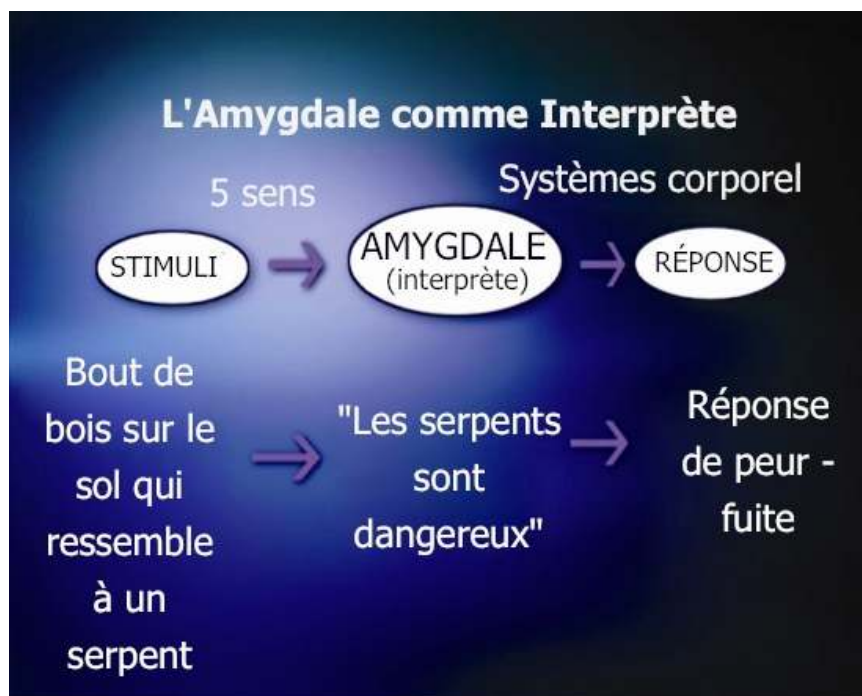 L'Amygdale comme Interprète
5 sens
Systèmes corporel
STIMULI
AMYGDALE
(interprète)
RÉPONSE
Bout de
bois sur le
sol qui
ressemble
à un
serpent
"Les serpents
sont
dangereux"
Réponse
de peur -
fuite